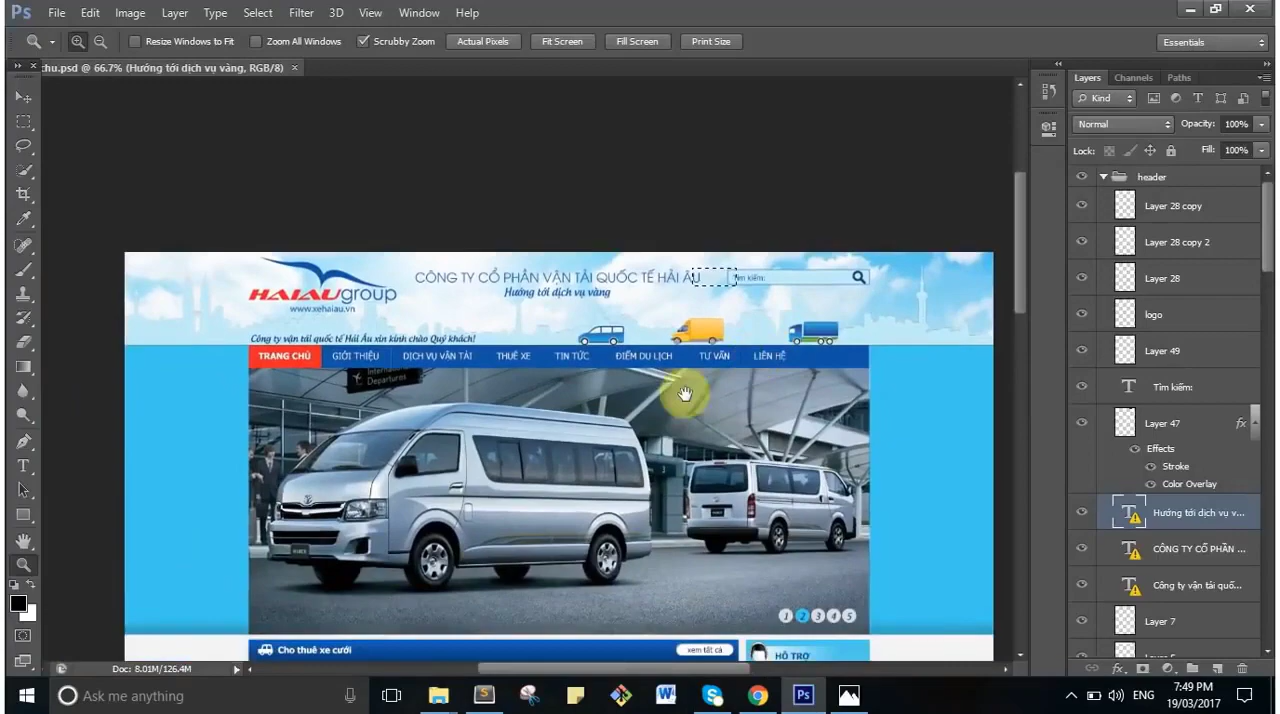 Ps File Edit Image Layer Type Select Filter 3D View Window Help
Resize Windows to Fit Zoom All Windows Scrubby Zoom Actual Pixels Fit Screen Fill Screen Print Size Essentials
chu.psd @ 66.7% (Hướng tới dịch vụ vàng, RGB/8) ×
Layers Channels Paths
Kind
Normal Opacity: 100%
Lock: Fill: 100%
header
Layer 28 copy
Layer 28 copy 2
Layer 28
logo
Layer 49
Tìm kiếm:
Layer 47 fx
Effects
Stroke
Color Overlay
Hướng tới dịch vụ v...
CÔNG TY CỔ PHẦN ...
Công ty vận tải quố...
Layer 7
HAIAUgroup
www.xehaiau.vn
CÔNG TY CỔ PHẦN VẬN TẢI QUỐC TẾ HẢI ÂU
Hướng tới dịch vụ vàng
Tìm kiếm:
Công ty vận tải quốc tế Hải Âu xin kính chào Quý khách!
TRANG CHỦ GIỚI THIỆU DỊCH VỤ VẬN TẢI THUÊ XE TIN TỨC ĐIỂM DU LỊCH TƯ VẤN LIÊN HỆ
International
Departures
1 2 3 4 5
Cho thuê xe cưới xem tất cả HỖ TRỢ
Doc: 8.01M/126.4M
Ask me anything
ENG
7:49 PM
19/03/2017